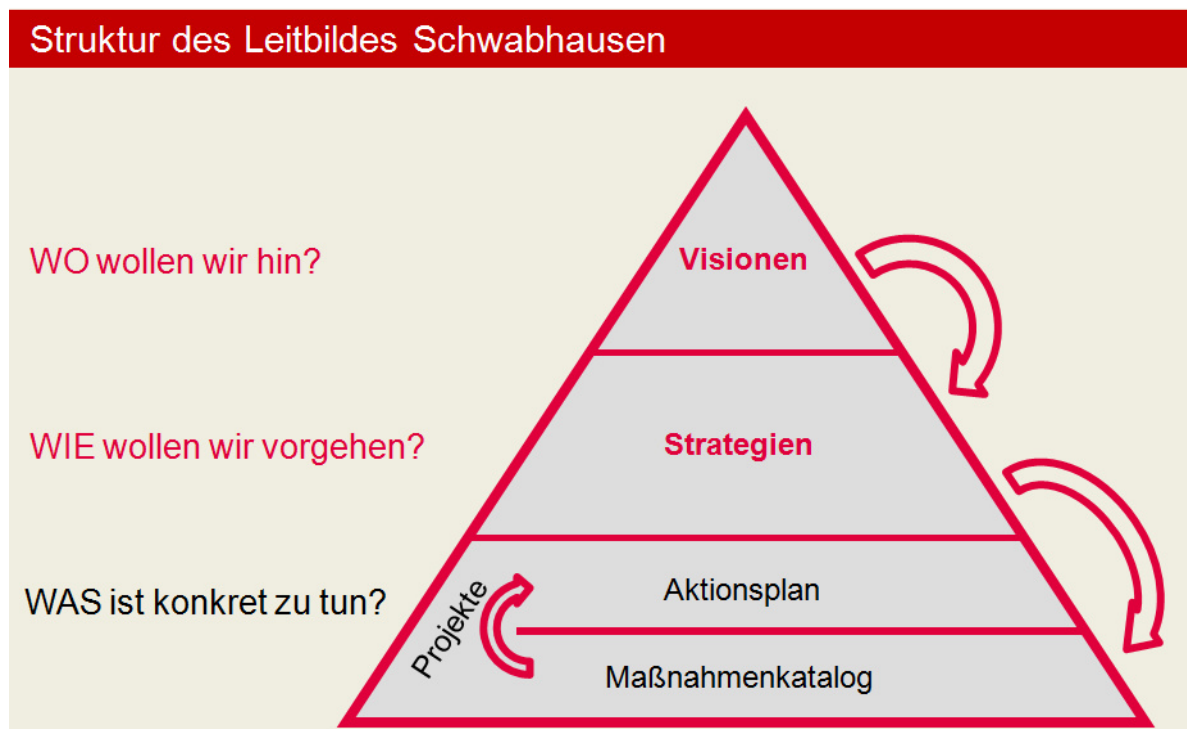 Struktur des Leitbildes Schwabhausen
WO wollen wir hin?
Visionen
WIE wollen wir vorgehen?
Strategien
WAS ist konkret zu tun?
Projekte
Aktionsplan
Maßnahmenkatalog